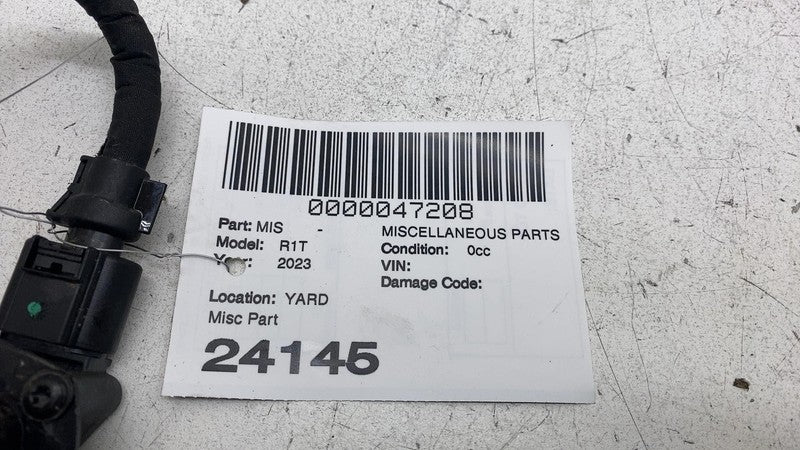 0000047208
Part: MIS - MISCELLANEOUS PARTS
Model: R1T Condition: 0cc
Year: 2023 VIN:
Damage Code:
Location: YARD
Misc Part
24145